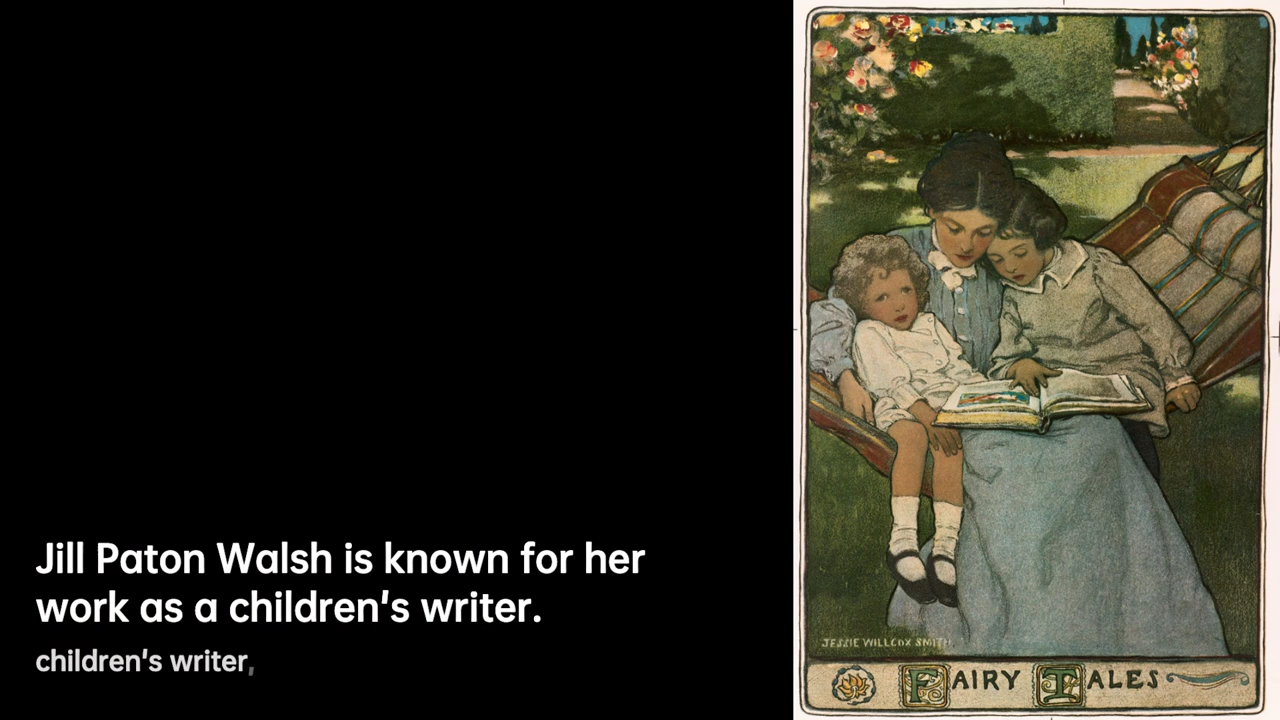 Jill Paton Walsh is known for her
work as a children's writer.
children's writer,
JESSIE WILLCOX SMITH.
FAIRY TALES